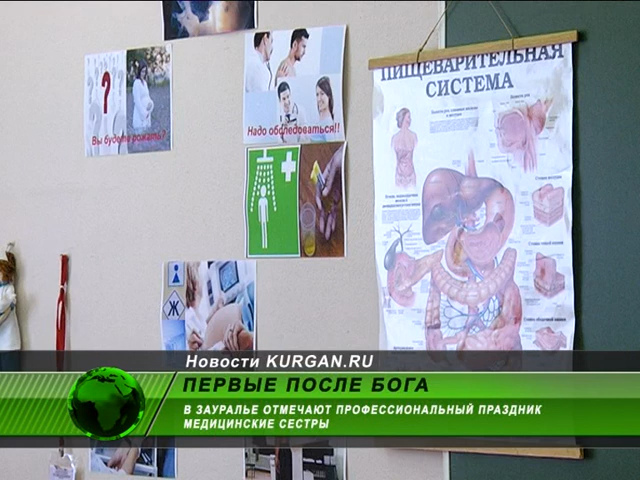 ПИЩЕВАРИТЕЛЬНАЯ
СИСТЕМА
Вы будете рожать?
Надо обследоваться!!
Ж
Новости KURGAN.RU
ПЕРВЫЕ ПОСЛЕ БОГА
В ЗАУРАЛЬЕ ОТМЕЧАЮТ ПРОФЕССИОНАЛЬНЫЙ ПРАЗДНИК
МЕДИЦИНСКИЕ СЕСТРЫ